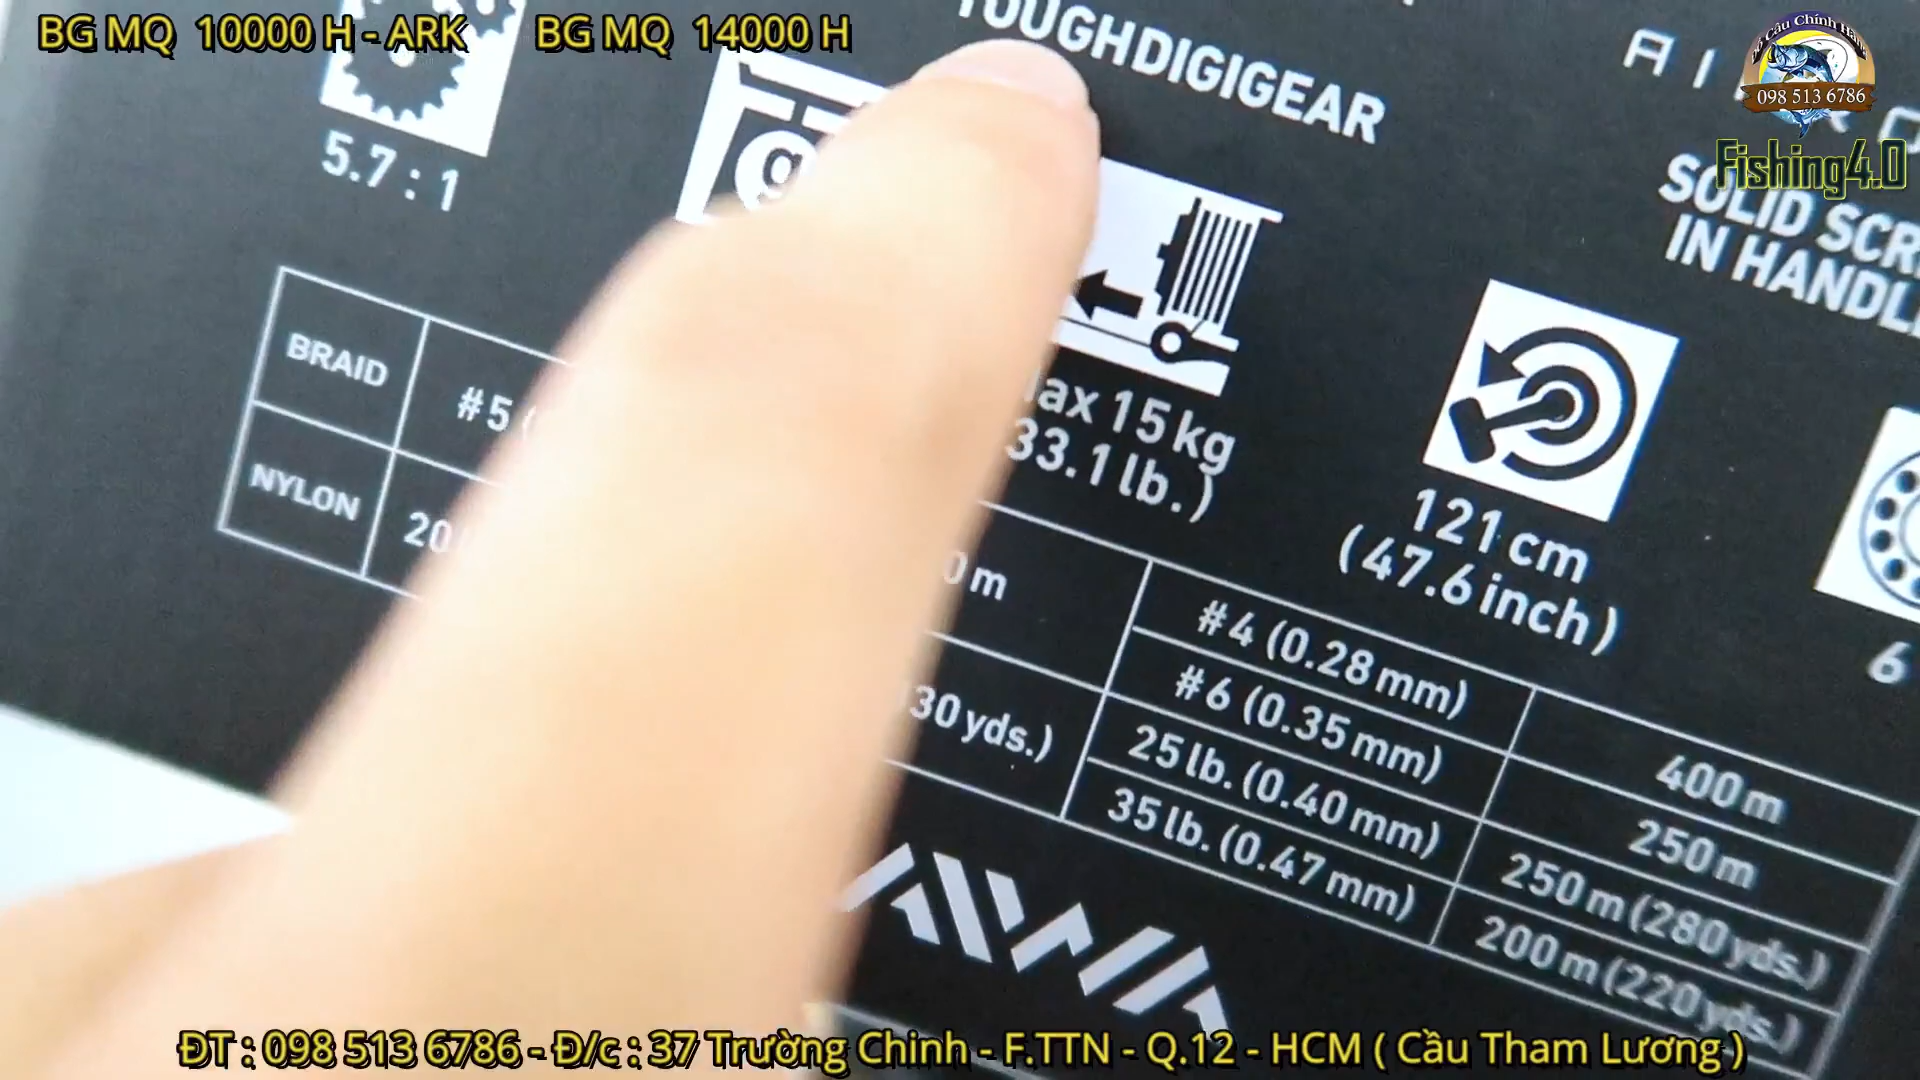 BG MQ 10000 H - ARK BG MQ 14000 H
098 513 6786
Fishing4.0
TOUGHDIGIGEAR
SOLID SCR
IN HANDL
5.7 : 1
g
ax 15 kg
33.1 lb.)
121 cm
(47.6 inch)
6
BRAID
#5 (
NYLON
20
0 m
30 yds.)
#4 (0.28 mm)
400 m
#6 (0.35 mm)
250 m
25 lb. (0.40 mm)
250 m (280 yds.)
35 lb. (0.47 mm)
200 m (220 yds.)
ĐT : 098 513 6786 - Đ/c : 37 Trường Chinh - F.TTN - Q.12 - HCM ( Cầu Tham Lương )